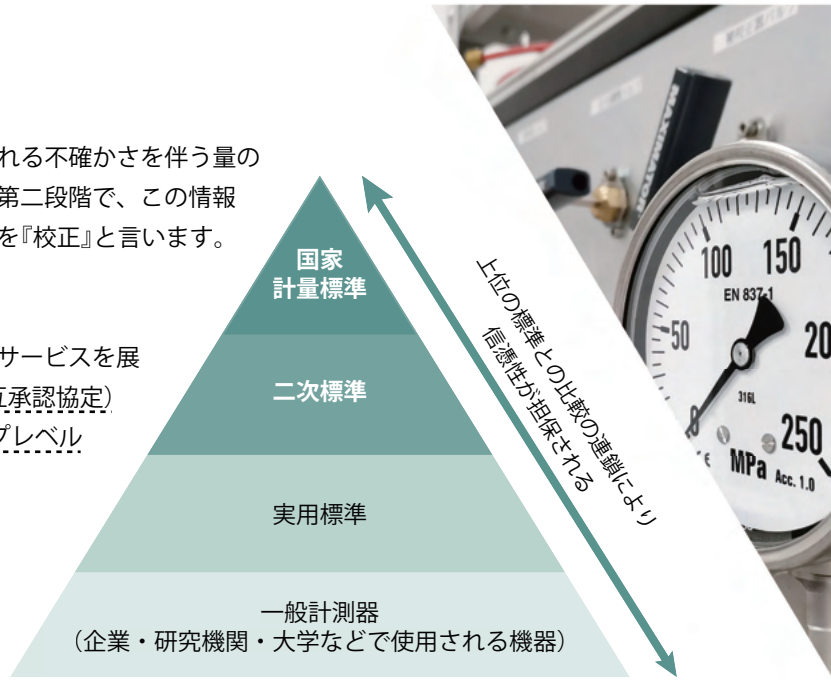 れる不確かさを伴う量の
第二段階で、この情報
を『校正』と言います。
サービスを展
互承認協定)
プレベル
国家
計量標準
二次標準
実用標準
一般計測器
（企業・研究機関・大学などで使用される機器）
上位の標準との比較の連鎖により
信憑性が担保される
MAXIMATOR
100
150
EN 837-1
50
20
316L
0
250
MPa
Acc. 1.0